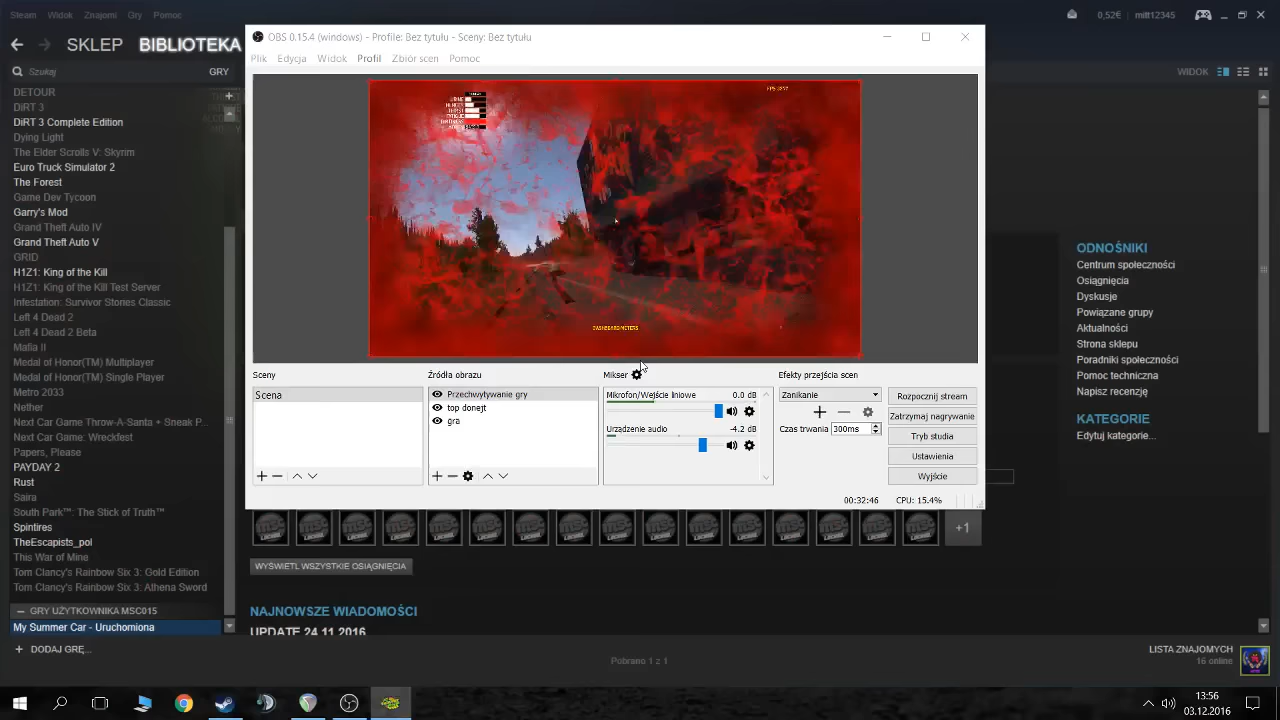 Steam Widok Znajomi Gry Pomoc
0,52€ mitt12345
SKLEP BIBLIOTEKA
Szukaj GRY
WIDOK
DETOUR
DiRT 3
DiRT 3 Complete Edition
Dying Light
The Elder Scrolls V: Skyrim
Euro Truck Simulator 2
The Forest
Game Dev Tycoon
Garry's Mod
Grand Theft Auto IV
Grand Theft Auto V
GRID
H1Z1: King of the Kill
H1Z1: King of the Kill Test Server
Infestation: Survivor Stories Classic
Left 4 Dead 2
Left 4 Dead 2 Beta
Mafia II
Medal of Honor(TM) Multiplayer
Medal of Honor(TM) Single Player
Metro 2033
Nether
Next Car Game Throw-A-Santa + Sneak P...
Next Car Game: Wreckfest
Papers, Please
PAYDAY 2
Rust
Saira
South Park™: The Stick of Truth™
Spintires
TheEscapists_pol
This War of Mine
Tom Clancy's Rainbow Six 3: Gold Edition
Tom Clancy's Rainbow Six 3: Athena Sword
GRY UŻYTKOWNIKA MSC015
My Summer Car - Uruchomiona
DODAJ GRĘ...
OBS 0.15.4 (windows) - Profile: Bez tytułu - Sceny: Bez tytułu
Plik Edycja Widok Profil Zbiór scen Pomoc
DASHBOARD METERS
Sceny
Scena
Źródła obrazu
Przechwytywanie gry
top donejt
gra
Mikser
Mikrofon/Wejście liniowe 0.0 dB
Urządzenie audio -4.2 dB
Efekty przejścia scen
Zanikanie
Czas trwania 300ms
Rozpocznij stream
Zatrzymaj nagrywanie
Tryb studia
Ustawienia
Wyjście
00:32:46 CPU: 15.4%
+1
WYŚWIETL WSZYSTKIE OSIĄGNIĘCIA
NAJNOWSZE WIADOMOŚCI
UPDATE 24.11.2016
Pobrano 1 z 1
ODNOŚNIKI
Centrum społeczności
Osiągnięcia
Dyskusje
Powiązane grupy
Aktualności
Strona sklepu
Poradniki społeczności
Pomoc techniczna
Napisz recenzję
KATEGORIE
Edytuj kategorie...
LISTA ZNAJOMYCH
16 online
13:56
03.12.2016